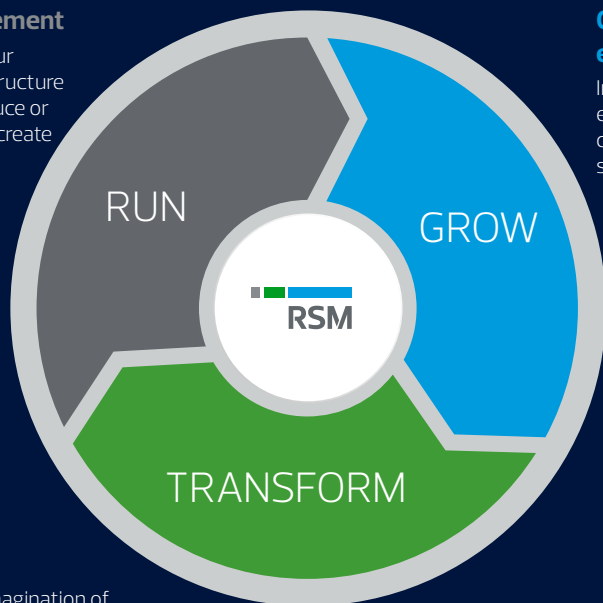 ement
ur
ructure
uce or
create
RUN
GROW
RSM
TRANSFORM
agination of